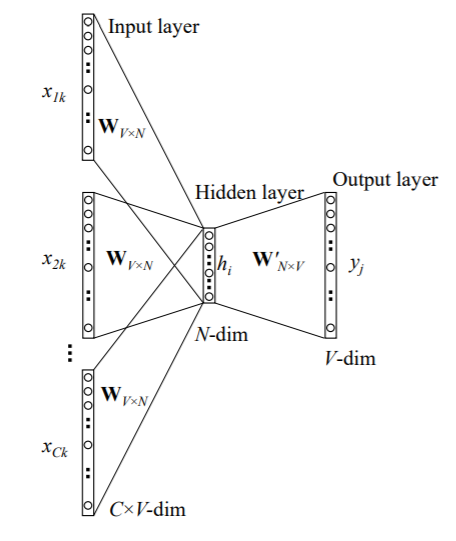 Input layer
x1k
WV×N
Hidden layer
Output layer
x2k
WV×N
hi
W'N×V
yj
N-dim
V-dim
WV×N
xCk
C×V-dim